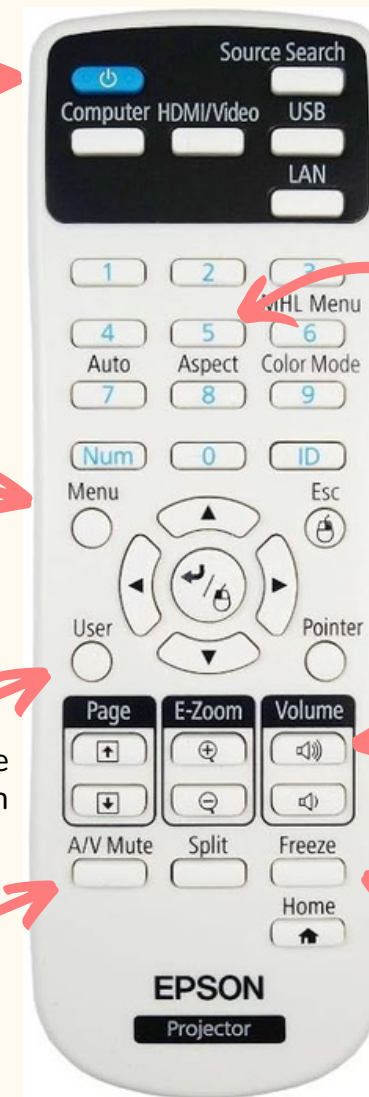 Source Search
Computer HDMI/Video USB
LAN
1 2 3
MHL Menu
4 5 6
Auto Aspect Color Mode
7 8 9
Num 0 ID
Menu Esc
User Pointer
Page E-Zoom Volume
A/V Mute Split Freeze
Home
EPSON
Projector